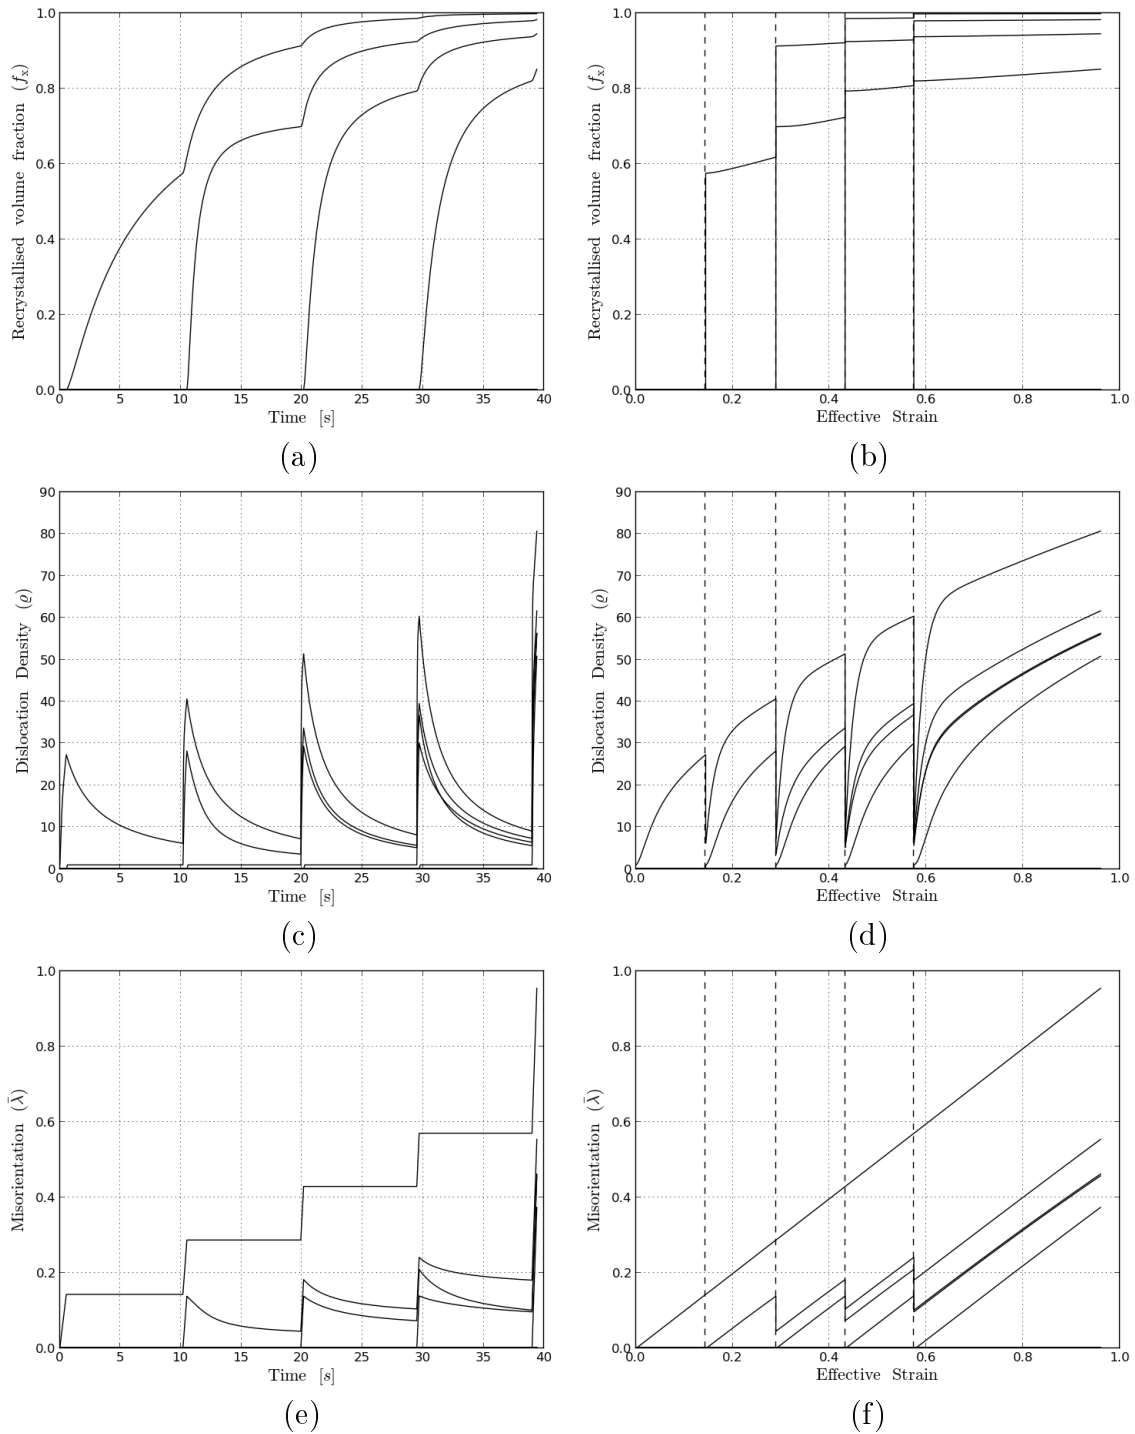 1.0 1.0
0.8 0.8
0.6 0.6
0.4 0.4
0.2 0.2
0.0 0.0
Recrystallised volume fraction (fₓ)
Recrystallised volume fraction (fₓ)
0 5 10 15 20 25 30 35 40
0.0 0.2 0.4 0.6 0.8 1.0
Time [s]
Effective Strain
(a)
(b)
90 90
80 80
70 70
60 60
50 50
40 40
30 30
20 20
10 10
0 0
Dislocation Density (ϱ)
Dislocation Density (ϱ)
0 5 10 15 20 25 30 35 40
0.0 0.2 0.4 0.6 0.8 1.0
Time [s]
Effective Strain
(c)
(d)
1.0 1.0
0.8 0.8
0.6 0.6
0.4 0.4
0.2 0.2
0.0 0.0
Misorientation (λ̄)
Misorientation (λ̄)
0 5 10 15 20 25 30 35 40
0.0 0.2 0.4 0.6 0.8 1.0
Time [s]
Effective Strain
(e)
(f)